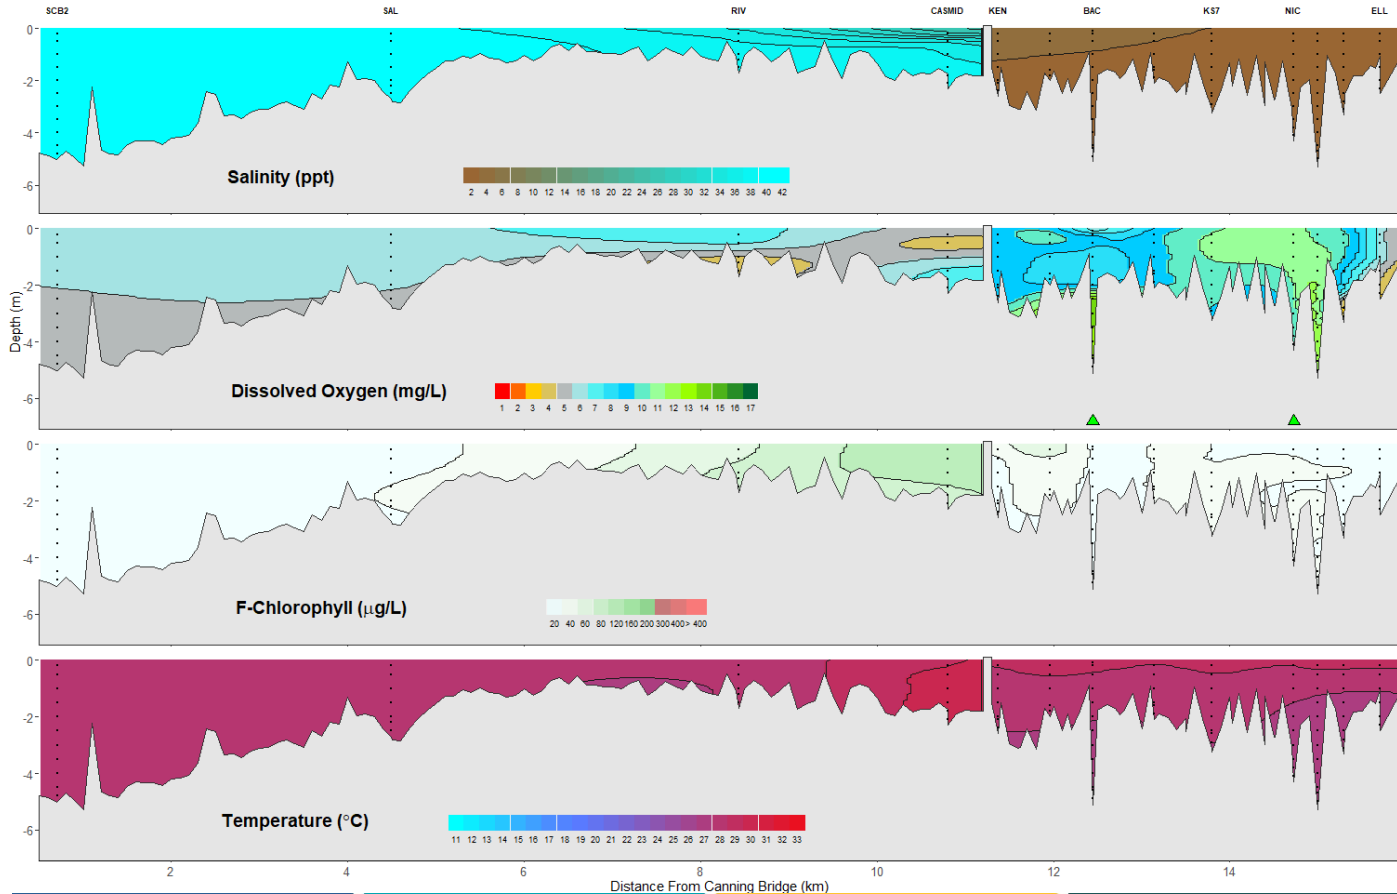 SCB2 SAL RIV CASMID KEN BAC KS7 NIC ELL
0
-2
-4
-6
Salinity (ppt)
2 4 6 8 10 12 14 16 18 20 22 24 26 28 30 32 34 36 38 40 42
0
-2
-4
-6
Dissolved Oxygen (mg/L)
1 2 3 4 5 6 7 8 9 10 11 12 13 14 15 16 17
Depth (m)
0
-2
-4
-6
F-Chlorophyll (µg/L)
20 40 60 80 120 160 200 300 400 > 400
0
-2
-4
-6
Temperature (°C)
11 12 13 14 15 16 17 18 19 20 21 22 23 24 25 26 27 28 29 30 31 32 33
2 4 6 8 10 12 14
Distance From Canning Bridge (km)